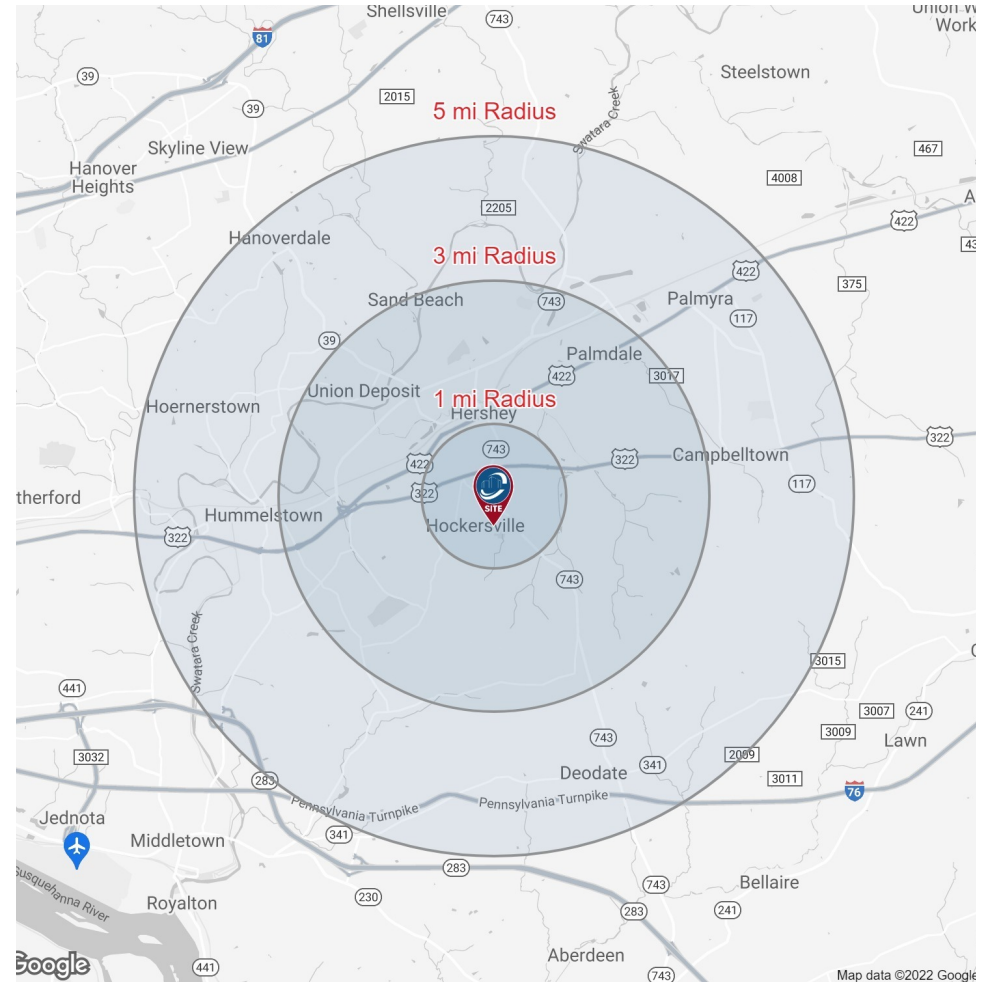 Shellsville
743
Union W
Work
81
39
2015
Steelstown
39
5 mi Radius
Swatara Creek
Skyline View
467
Hanover
Heights
4008
2205
422
A
43
Hanoverdale
3 mi Radius
422
375
Sand Beach
743
Palmyra
117
39
Palmdale
422
3017
Union Deposit
1 mi Radius
Hoernerstown
Hershey
743
322
422
322
Campbelltown
322
117
therford
SITE
Hummelstown
Hockersville
322
743
Swatara Creek
3015
441
3007
241
743
3009
Lawn
3032
2009
341
Deodate
3011
283
76
Pennsylvania Turnpike
Pennsylvania Turnpike
Jednota
341
Middletown
283
743
Bellaire
230
Susquehanna River
Royalton
283
241
Aberdeen
441
743
Google
Map data ©2022 Google